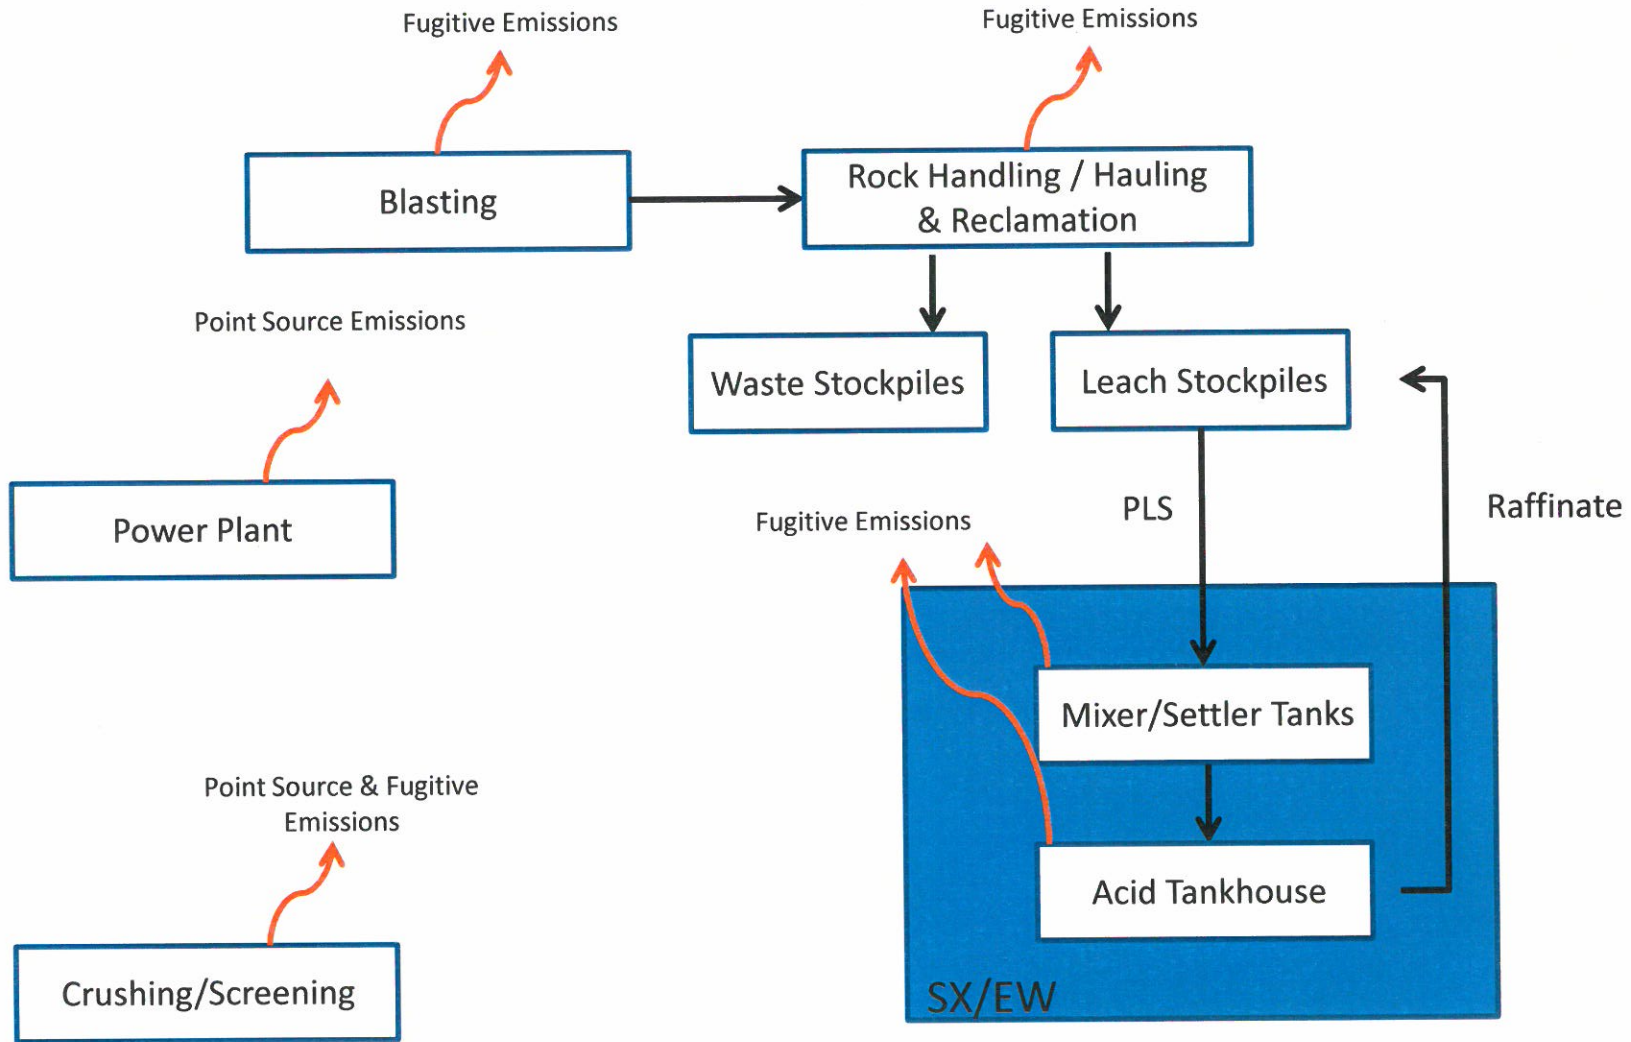 Fugitive Emissions
Fugitive Emissions
Blasting
Rock Handling / Hauling
& Reclamation
Point Source Emissions
Waste Stockpiles
Leach Stockpiles
Power Plant
Fugitive Emissions
PLS
Raffinate
Mixer/Settler Tanks
Point Source & Fugitive
Emissions
Acid Tankhouse
Crushing/Screening
SX/EW